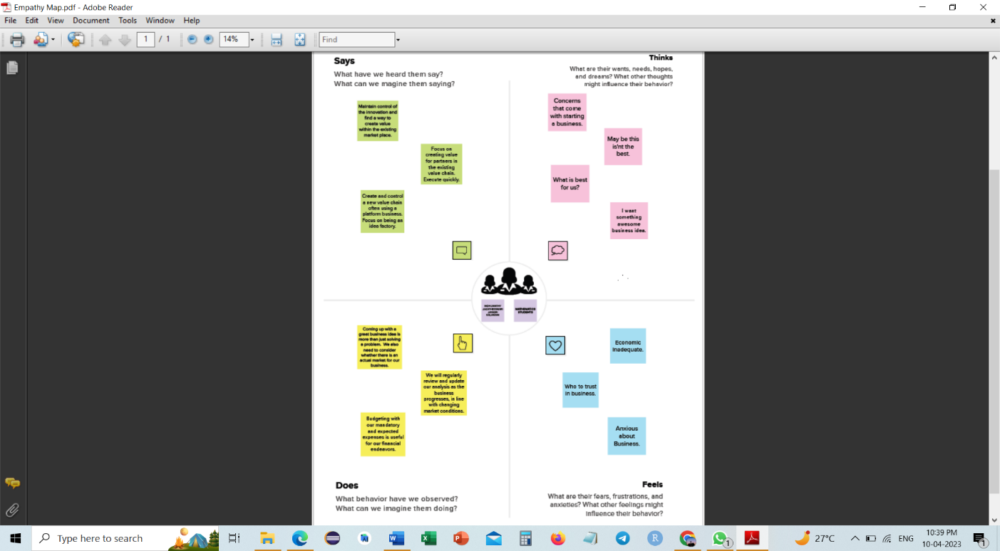 Empathy Map.pdf - Adobe Reader
File Edit View Document Tools Window Help
1 / 1
14%
Find
Says
What have we heard them say?
What can we magine them saying?
Thinks
What are their wants, needs, hopes,
and dreams? What other thoughts
might influence their behavior?
Maintain control of
the innovation and
find a way to
create value
within the existing
market place.
Focus on
creating value
for partners in
the existing
value chain.
Execute quickly.
Create and control
a new value chain
often using a
platform business.
Focus on being an
idea factory.
Concerns
that come
with starting
a business.
May be this
is'nt the
best.
What is best
for us?
I want
something
awesome
business idea.
MATHEMATICS
STUDENTS
Coming up with a
great business idea is
more than just solving
a problem. We also
need to consider
whether there is an
actual market for our
business.
We will regularly
review and update
our analysis as the
business
progresses, in line
with changing
market conditions.
Budgeting with
our mandatory
and expected
expenses is useful
for our financial
endeavors.
Economic
inadequate.
Who to trust
in business.
Anxious
about
Business.
Does
What behavior have we observed?
What can we imagine them doing?
Feels
What are their fears, frustrations, and
anxieties? What other feelings might
influence their behavior?
Type here to search
27°C
ENG
10:39 PM
10-04-2023